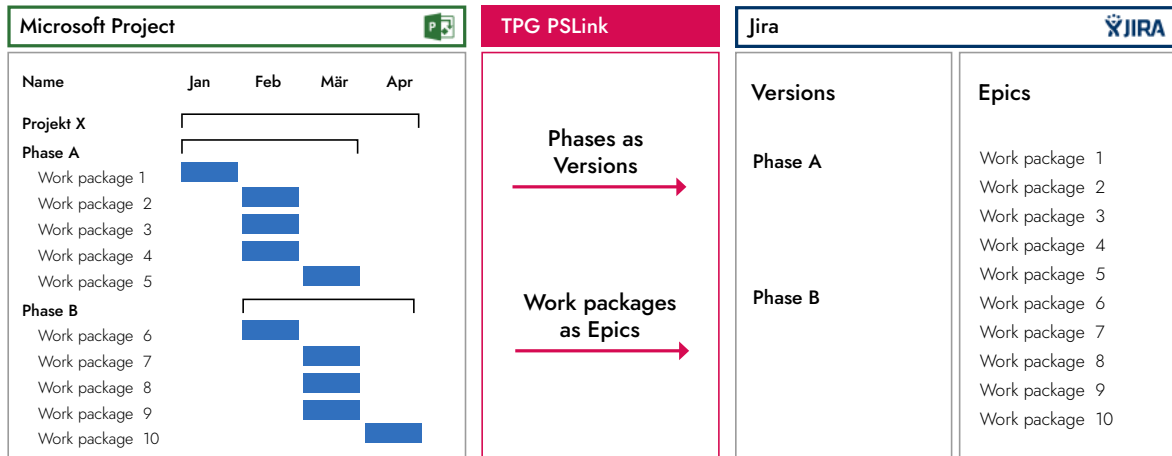 Microsoft Project
P
Name Jan Feb Mär Apr
Projekt X
Phase A
Work package 1
Work package 2
Work package 3
Work package 4
Work package 5
Phase B
Work package 6
Work package 7
Work package 8
Work package 9
Work package 10
TPG PSLink
Phases as
Versions
Work packages
as Epics
Jira
JIRA
Versions
Phase A
Phase B
Epics
Work package 1
Work package 2
Work package 3
Work package 4
Work package 5
Work package 6
Work package 7
Work package 8
Work package 9
Work package 10